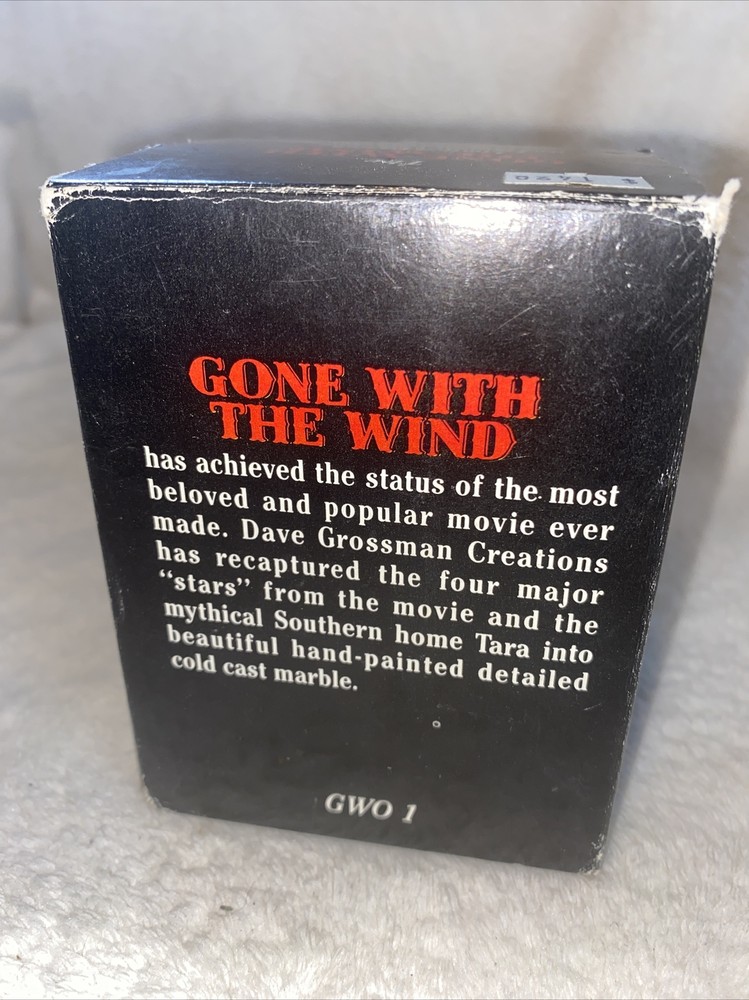 GONE WITH
THE WIND
has achieved the status of the most
beloved and popular movie ever
made. Dave Grossman Creations
has recaptured the four major
“stars” from the movie and the
mythical Southern home Tara into
beautiful hand-painted detailed
cold cast marble.
GWO 1